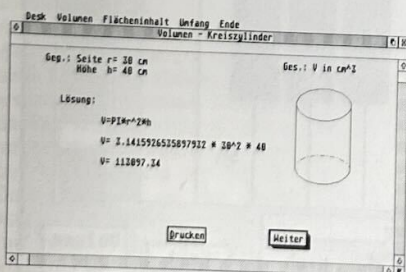 Desk Volumen Flächeninhalt Umfang Ende
Volumen - Kreiszylinder
Geg.: Seite r= 30 cm
Höhe h= 40 cm
Ges.: V in cm^3
Lösung:
V=PI*r^2*h
V= 3.1415926535897932 * 30^2 * 40
V= 113097.34
Drucken
Weiter